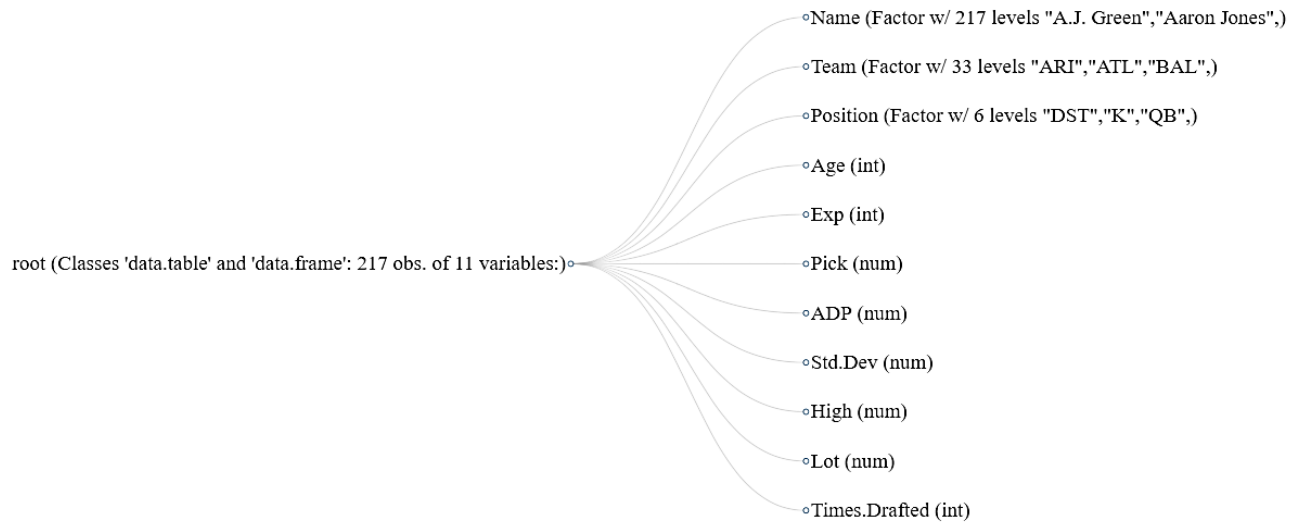 Name (Factor w/ 217 levels "A.J. Green","Aaron Jones",)
Team (Factor w/ 33 levels "ARI","ATL","BAL",)
Position (Factor w/ 6 levels "DST","K","QB",)
Age (int)
Exp (int)
root (Classes 'data.table' and 'data.frame': 217 obs. of 11 variables:)
Pick (num)
ADP (num)
Std.Dev (num)
High (num)
Lot (num)
Times.Drafted (int)